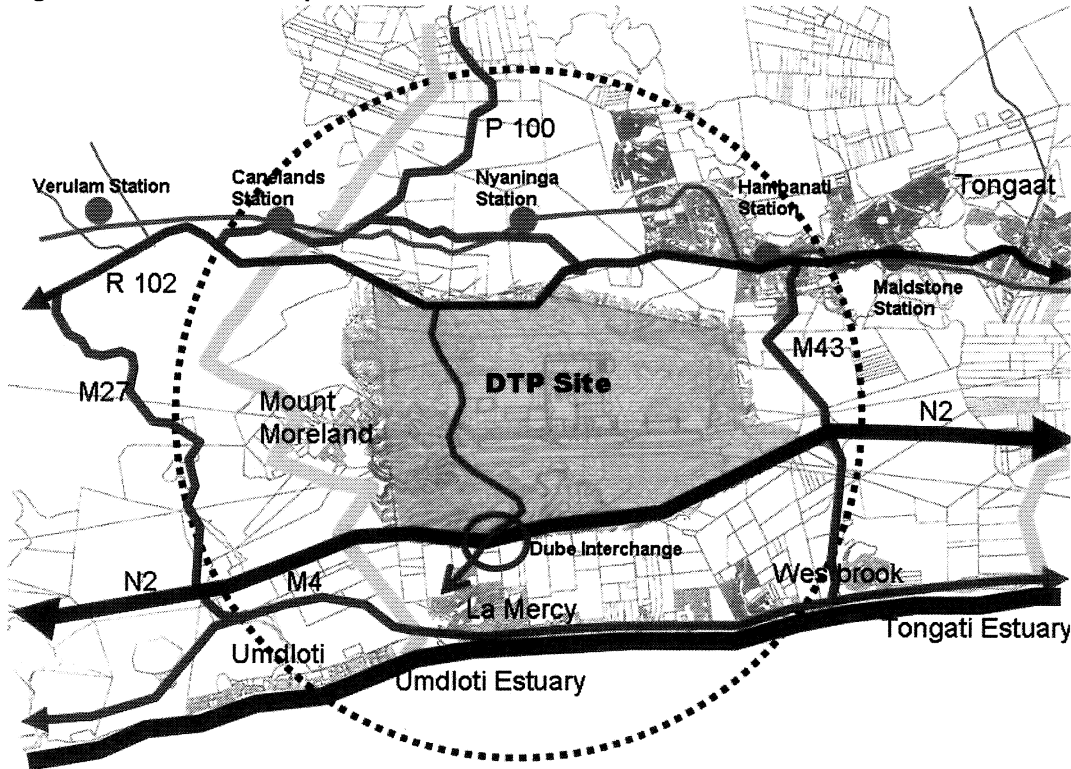 P 100
Verulam Station
Canelands
Station
Nyaninga
Station
Hambanati
Station
Tongaat
R 102
Maidstone
Station
M43
DTP Site
M27
Mount
Moreland
N2
Dube Interchange
N2
M4
Westbrook
La Mercy
Tongati Estuary
Umdloti
Umdloti Estuary